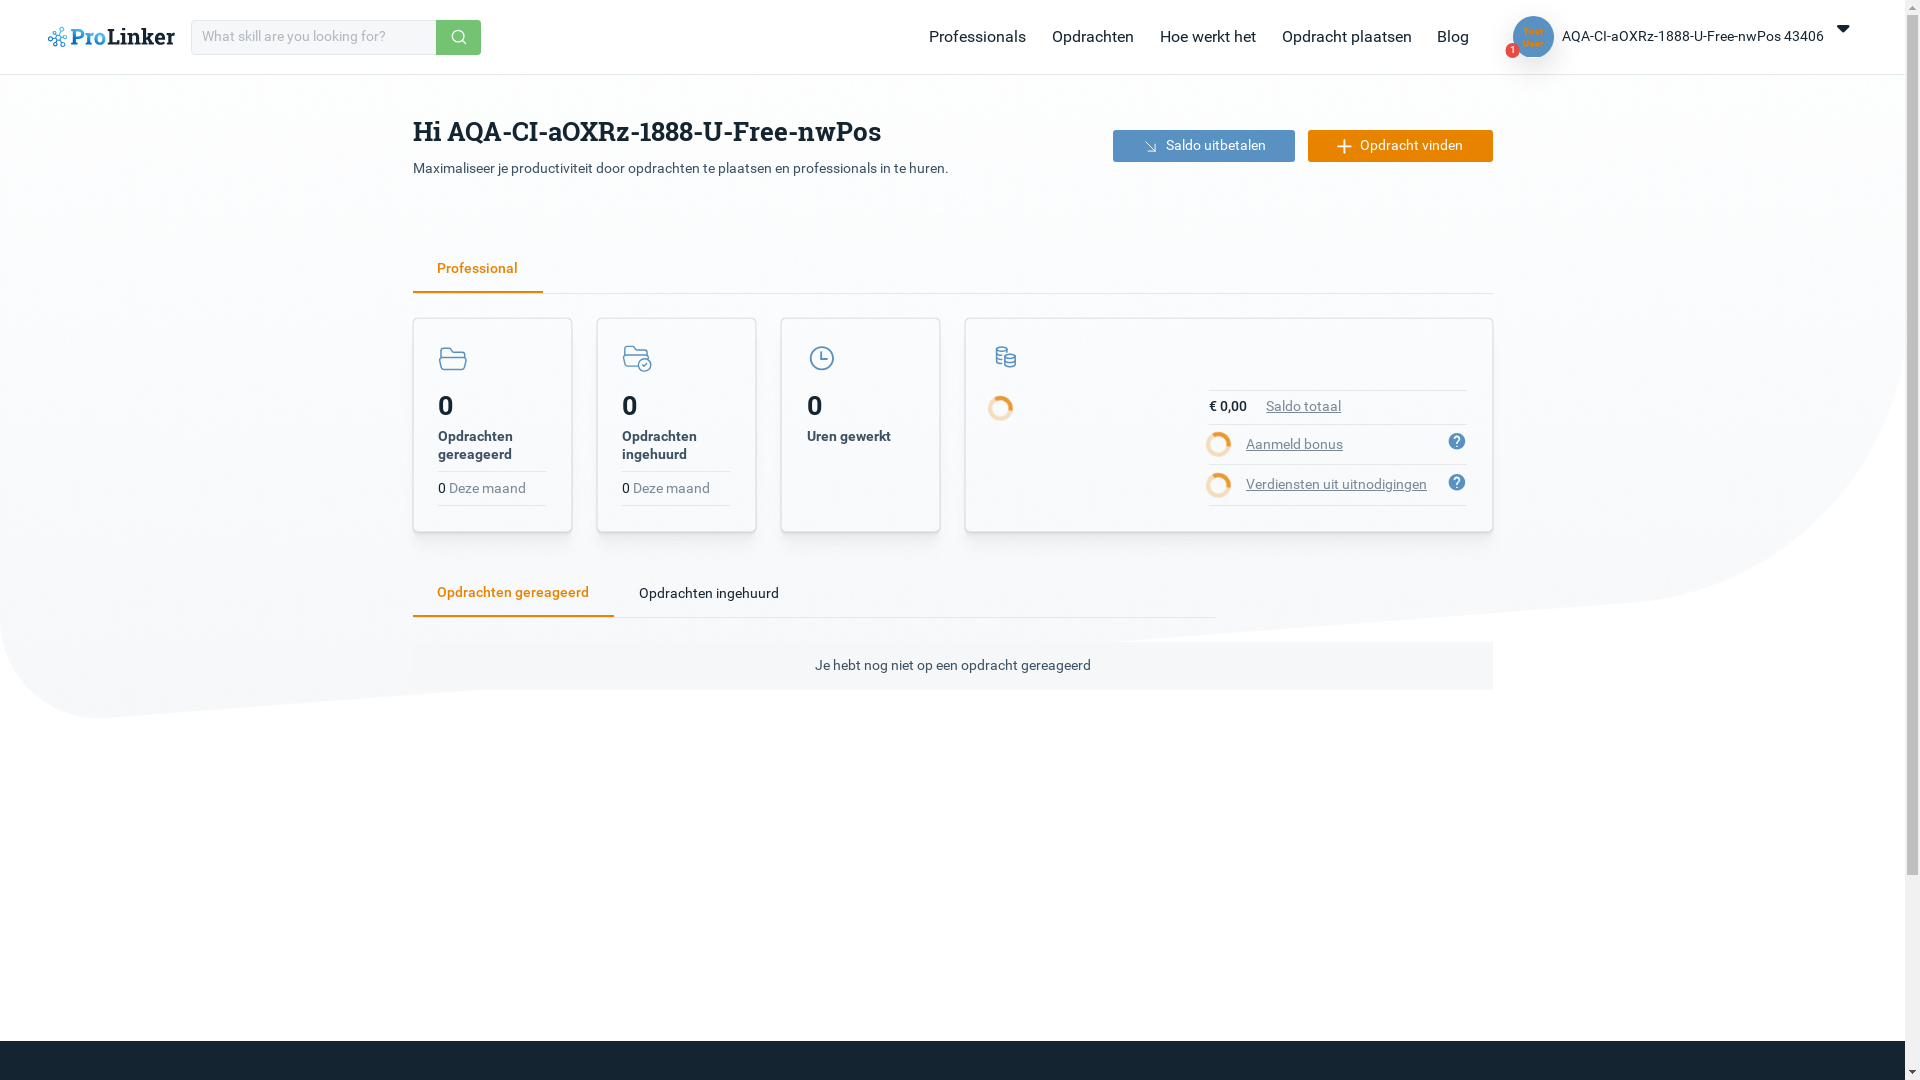 ProLinker
What skill are you looking for?
Professionals
Opdrachten
Hoe werkt het
Opdracht plaatsen
Blog
1
AQA-CI-aOXRz-1888-U-Free-nwPos 43406
Hi AQA-CI-aOXRz-1888-U-Free-nwPos
Maximaliseer je productiviteit door opdrachten te plaatsen en professionals in te huren.
Saldo uitbetalen
Opdracht vinden
Professional
0
Opdrachten
gereageerd
0 Deze maand
0
Opdrachten
ingehuurd
0 Deze maand
0
Uren gewerkt
€ 0,00 Saldo totaal
Aanmeld bonus
Verdiensten uit uitnodigingen
Opdrachten gereageerd
Opdrachten ingehuurd
Je hebt nog niet op een opdracht gereageerd